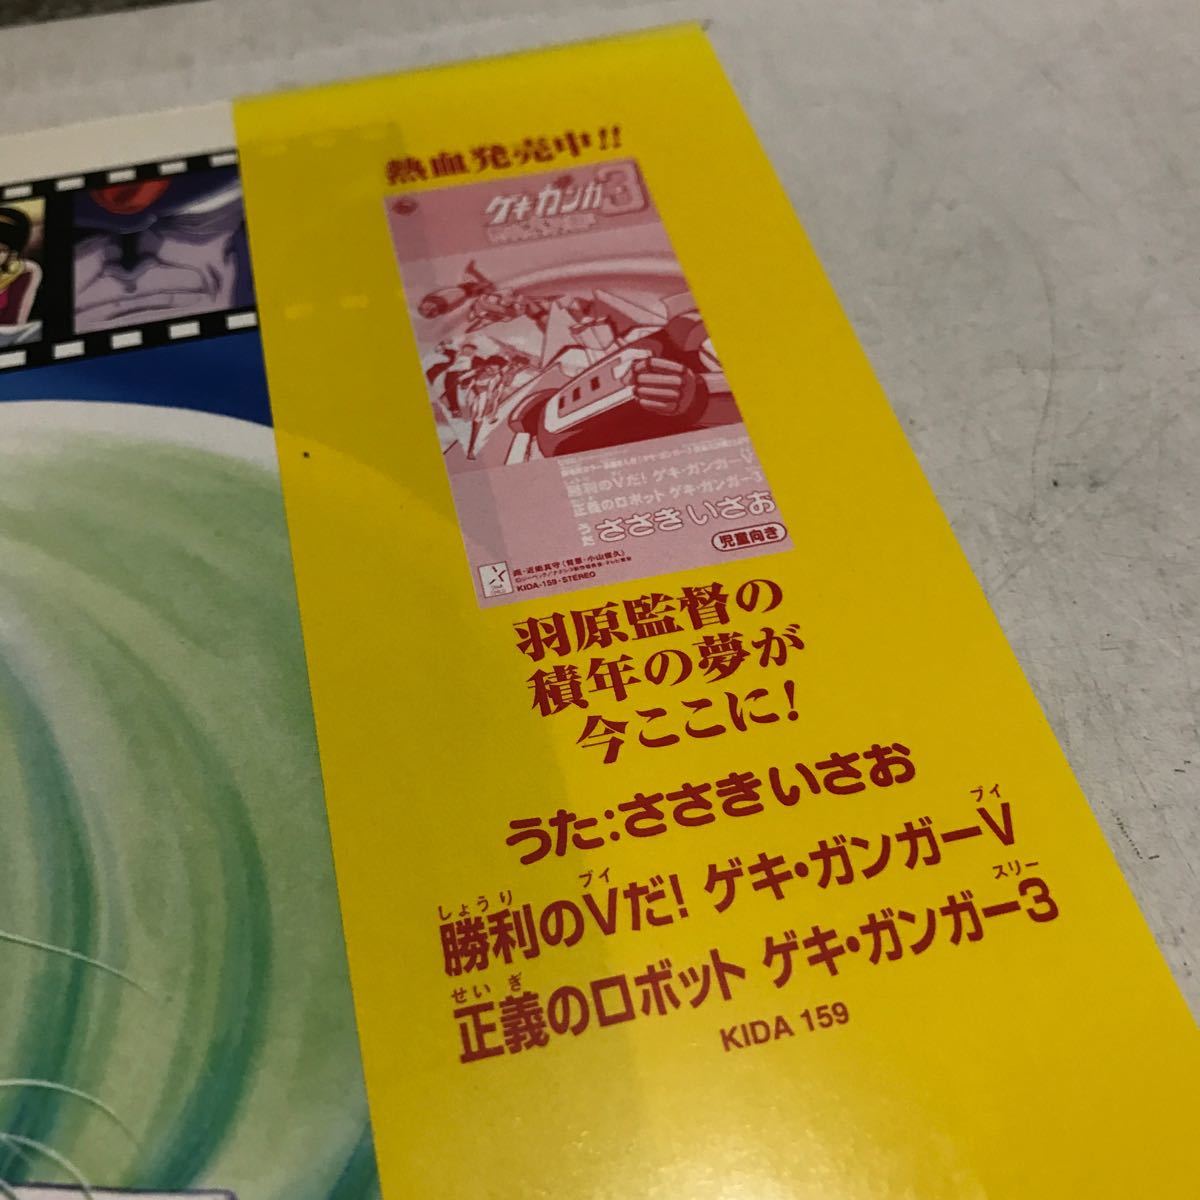 熱血発売中!!
ゲキ・ガンガ3
勝利のVだ! ゲキ・ガンガーV
正義のロボット ゲキ・ガンガー3
うた ささきいさお
児童向き
KIDA-159・STEREO
羽原監督の
積年の夢が
今ここに!
うた:ささきいさお
しょうり ブイ ブイ
勝利のVだ! ゲキ・ガンガーV
せいぎ スリー
正義のロボット ゲキ・ガンガー3
KIDA 159